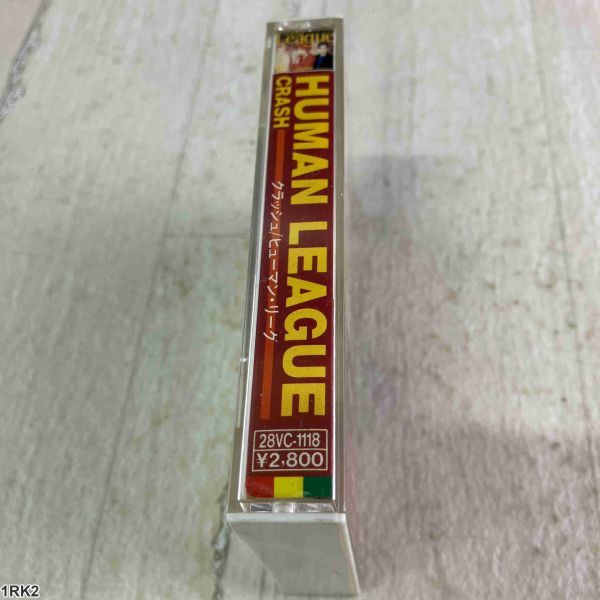 League
HUMAN LEAGUE
CRASH
クラッシュ/ヒューマン・リーグ
28VC-1118
¥2,800
1RK2